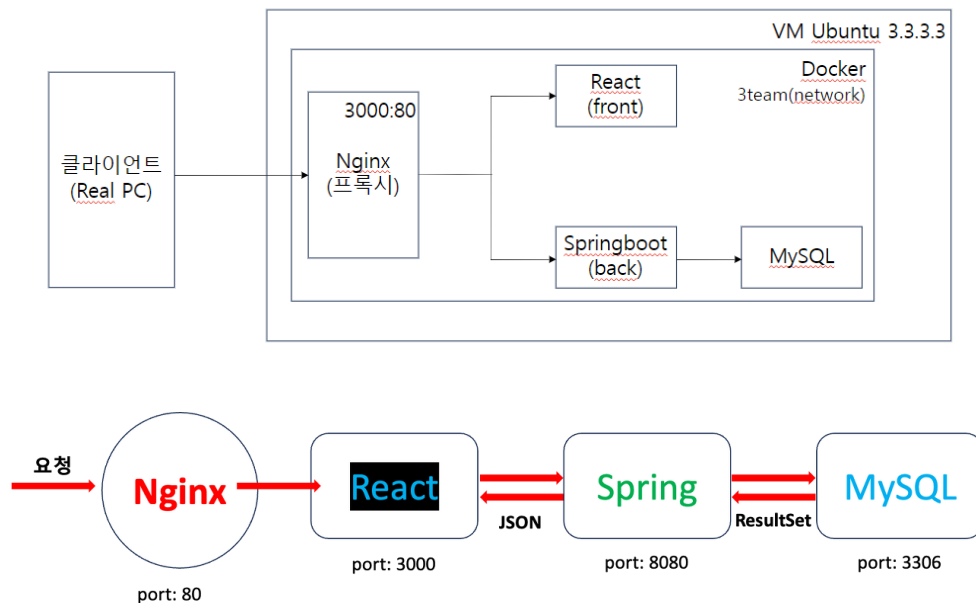 VM Ubuntu 3.3.3.3
Docker
3team(network)
3000:80
React
(front)
클라이언트
(Real PC)
Nginx
(프록시)
Springboot
(back)
MySQL
요청
Nginx
React
Spring
MySQL
JSON
ResultSet
port: 80
port: 3000
port: 8080
port: 3306